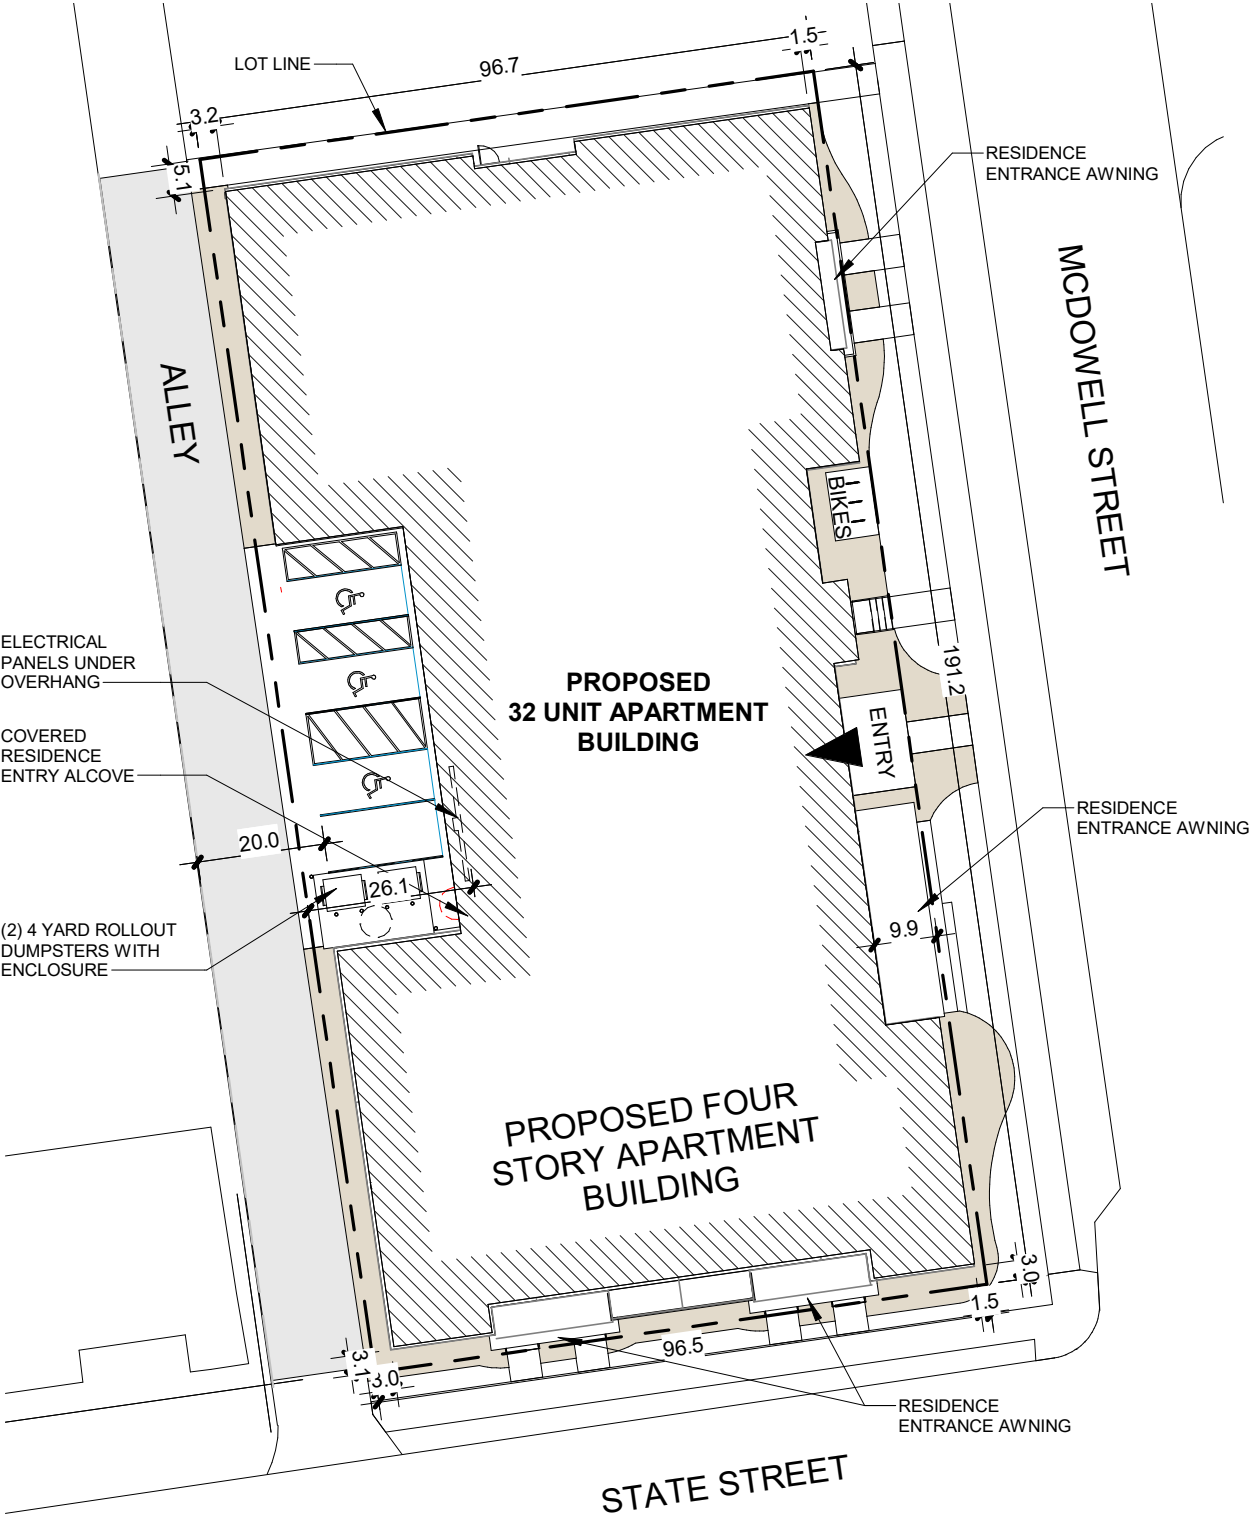 1.5
LOT LINE
96.7
3.2
5.1
RESIDENCE
ENTRANCE AWNING
MCDOWELL STREET
ALLEY
BIKES
ELECTRICAL
PANELS UNDER
OVERHANG
191.2
PROPOSED
32 UNIT APARTMENT
BUILDING
ENTRY
COVERED
RESIDENCE
ENTRY ALCOVE
RESIDENCE
ENTRANCE AWNING
20.0
26.1
(2) 4 YARD ROLLOUT
DUMPSTERS WITH
ENCLOSURE
9.9
PROPOSED FOUR
STORY APARTMENT
BUILDING
3.0
1.5
96.5
3.1
3.0
RESIDENCE
ENTRANCE AWNING
STATE STREET